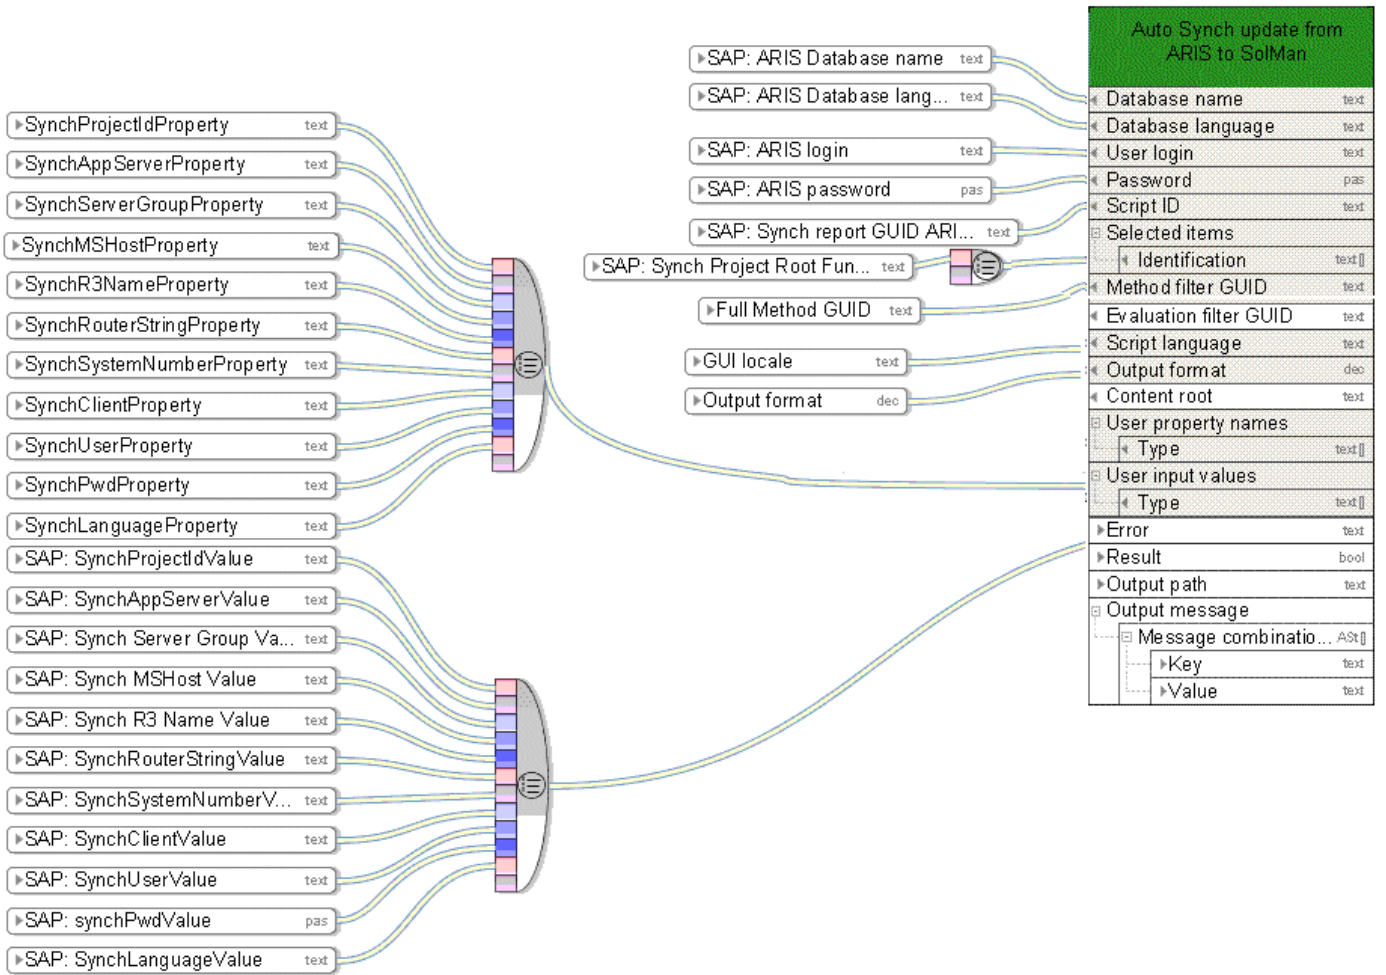 SynchProjectIdProperty text
SynchAppServerProperty text
SynchServerGroupProperty text
SynchMSHostProperty text
SynchR3NameProperty text
SynchRouterStringProperty text
SynchSystemNumberProperty text
SynchClientProperty text
SynchUserProperty text
SynchPwdProperty text
SynchLanguageProperty text
SAP: SynchProjectIdValue text
SAP: SynchAppServerValue text
SAP: Synch Server Group Va... text
SAP: Synch MSHost Value text
SAP: Synch R3 Name Value text
SAP: SynchRouterStringValue text
SAP: SynchSystemNumberV... text
SAP: SynchClientValue text
SAP: SynchUserValue text
SAP: synchPwdValue pas
SAP: SynchLanguageValue text
SAP: ARIS Database name text
SAP: ARIS Database lang... text
SAP: ARIS login text
SAP: ARIS password pas
SAP: Synch report GUID ARI... text
SAP: Synch Project Root Fun... text
Full Method GUID text
GUI locale text
Output format dec
Auto Synch update from
ARIS to SolMan
Database name text
Database language text
User login text
Password pas
Script ID text
Selected items
Identification text[]
Method filter GUID text
Evaluation filter GUID text
Script language text
Output format dec
Content root text
User property names
Type text[]
User input values
Type text[]
Error text
Result bool
Output path text
Output message
Message combinatio... ASt[]
Key text
Value text